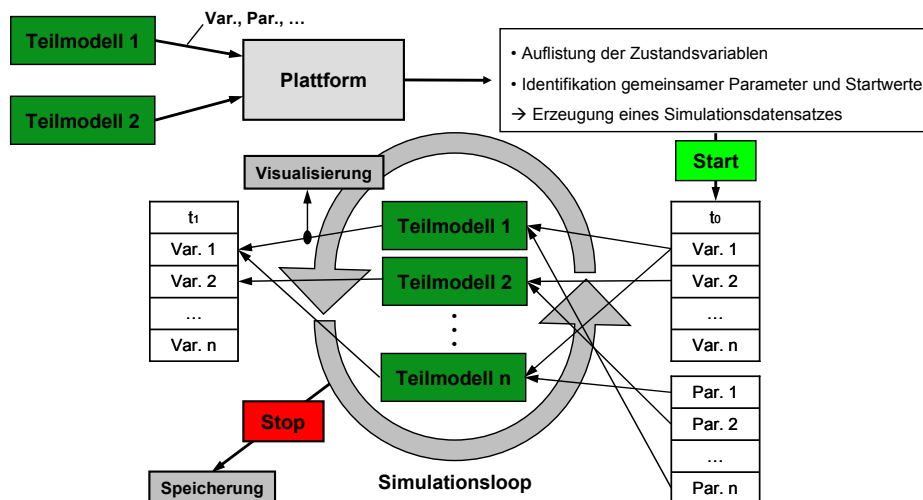 Var., Par., …
Teilmodell 1
Plattform
Teilmodell 2
• Auflistung der Zustandsvariablen
• Identifikation gemeinsamer Parameter und Startwerte
→ Erzeugung eines Simulationsdatensatzes
Start
Visualisierung
t1
Var. 1
Var. 2
…
Var. n
Teilmodell 1
Teilmodell 2
Teilmodell n
t0
Var. 1
Var. 2
…
Var. n
Par. 1
Par. 2
…
Par. n
Stop
Speicherung
Simulationsloop